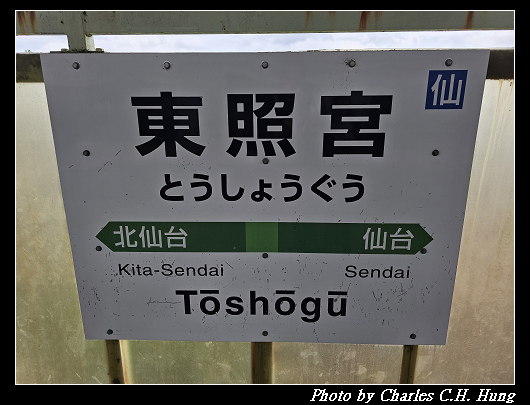 仙
東照宮
とうしょうぐう
北仙台 仙台
Kita-Sendai Sendai
Tōshōgū
Photo by Charles C.H. Hung